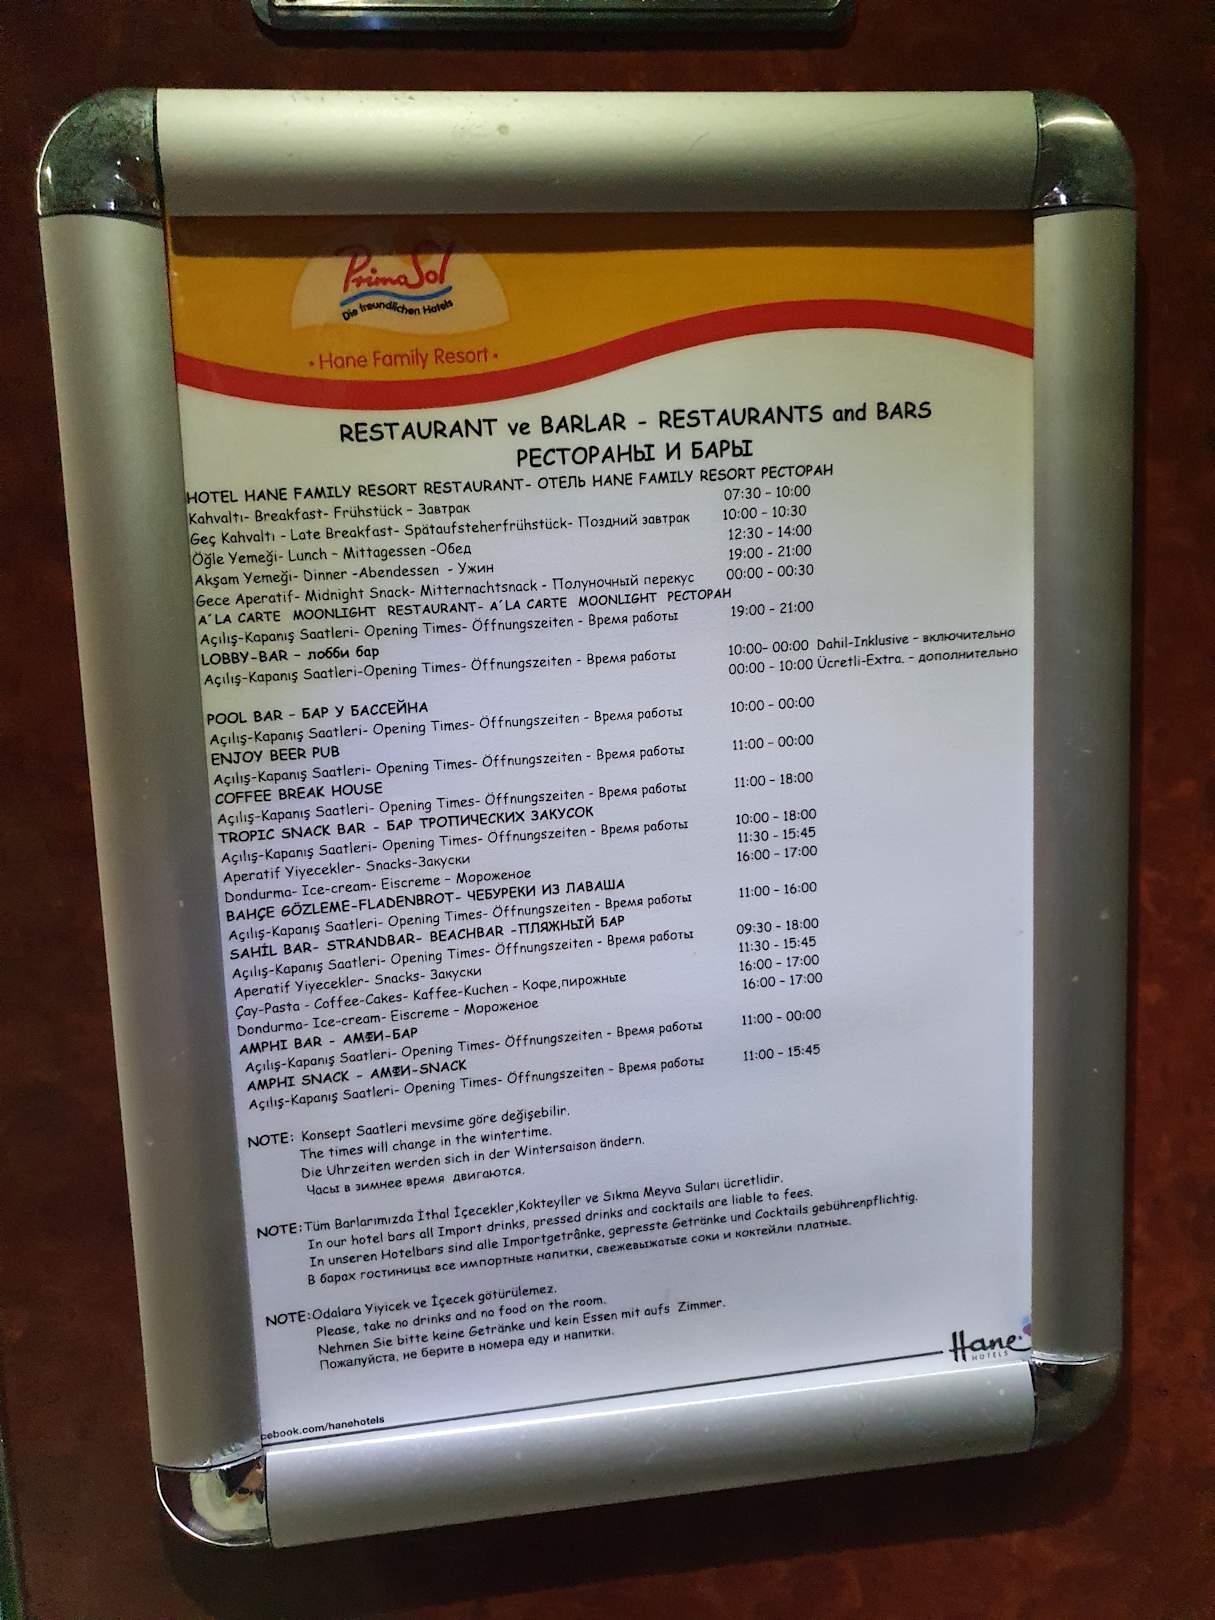 PrimaSol
Die freundlichen Hotels
• Hane Family Resort •
RESTAURANT ve BARLAR - RESTAURANTS and BARS
РЕСТОРАНЫ И БАРЫ
HOTEL HANE FAMILY RESORT RESTAURANT- ОТЕЛЬ HANE FAMILY RESORT РЕСТОРАН
Kahvaltı- Breakfast- Frühstück - Завтрак 07:30 - 10:00
Geç Kahvaltı - Late Breakfast- Spätaufsteherfrühstück- Поздний завтрак 10:00 - 10:30
Öğle Yemeği- Lunch - Mittagessen -Обед 12:30 - 14:00
Akşam Yemeği- Dinner -Abendessen - Ужин 19:00 - 21:00
Gece Aperatif- Midnight Snack- Mitternachtsnack - Полуночный перекус 00:00 - 00:30
A´LA CARTE MOONLIGHT RESTAURANT- A´LA CARTE MOONLIGHT РЕСТОРАН
Açılış-Kapanış Saatleri- Opening Times- Öffnungszeiten - Время работы 19:00 - 21:00
LOBBY-BAR - лобби бар
Açılış-Kapanış Saatleri-Opening Times- Öffnungszeiten - Время работы 10:00- 00:00 Dahil-Inklusive - включительно
00:00 - 10:00 Ücretli-Extra. - дополнительно
POOL BAR - БАР У БАССЕЙНА
Açılış-Kapanış Saatleri- Opening Times- Öffnungszeiten - Время работы 10:00 - 00:00
ENJOY BEER PUB
Açılış-Kapanış Saatleri- Opening Times- Öffnungszeiten - Время работы 11:00 - 00:00
COFFEE BREAK HOUSE
Açılış-Kapanış Saatleri- Opening Times- Öffnungszeiten - Время работы 11:00 - 18:00
TROPIC SNACK BAR - БАР ТРОПИЧЕСКИХ ЗАКУСОК
Açılış-Kapanış Saatleri- Opening Times- Öffnungszeiten - Время работы 10:00 - 18:00
Aperatif Yiyecekler- Snacks-Закуски 11:30 - 15:45
Dondurma- Ice-cream- Eiscreme - Мороженое 16:00 - 17:00
BAHÇE GÖZLEME-FLADENBROT- ЧЕБУРЕКИ ИЗ ЛАВАША
Açılış-Kapanış Saatleri- Opening Times- Öffnungszeiten - Время работы 11:00 - 16:00
SAHİL BAR- STRANDBAR- BEACHBAR -ПЛЯЖНЫЙ БАР
Açılış-Kapanış Saatleri- Opening Times- Öffnungszeiten - Время работы 09:30 - 18:00
Aperatif Yiyecekler- Snacks- Закуски 11:30 - 15:45
Çay-Pasta - Coffee-Cakes- Kaffee-Kuchen - Кофе,пирожные 16:00 - 17:00
Dondurma- Ice-cream- Eiscreme - Мороженое 16:00 - 17:00
AMPHI BAR - АМФИ-БАР
Açılış-Kapanış Saatleri- Opening Times- Öffnungszeiten - Время работы 11:00 - 00:00
AMPHI SNACK - АМФИ-SNACK
Açılış-Kapanış Saatleri- Opening Times- Öffnungszeiten - Время работы 11:00 - 15:45
NOTE: Konsept Saatleri mevsime göre değişebilir.
The times will change in the wintertime.
Die Uhrzeiten werden sich in der Wintersaison ändern.
Часы в зимнее время двигаются.
NOTE:Tüm Barlarımızda İthal İçecekler,Kokteyller ve Sıkma Meyva Suları ücretlidir.
In our hotel bars all Import drinks, pressed drinks and cocktails are liable to fees.
In unseren Hotelbars sind alle Importgetränke, gepresste Getränke und Cocktails gebührenpflichtig.
В барах гостиницы все импортные напитки, свежевыжатые соки и коктейли платные.
NOTE:Odalara Yiyicek ve İçecek götürülemez.
Please, take no drinks and no food on the room.
Nehmen Sie bitte keine Getränke und kein Essen mit aufs Zimmer.
Пожалуйста, не берите в номера еду и напитки.
Hane
HOTELS
cebook.com/hanehotels